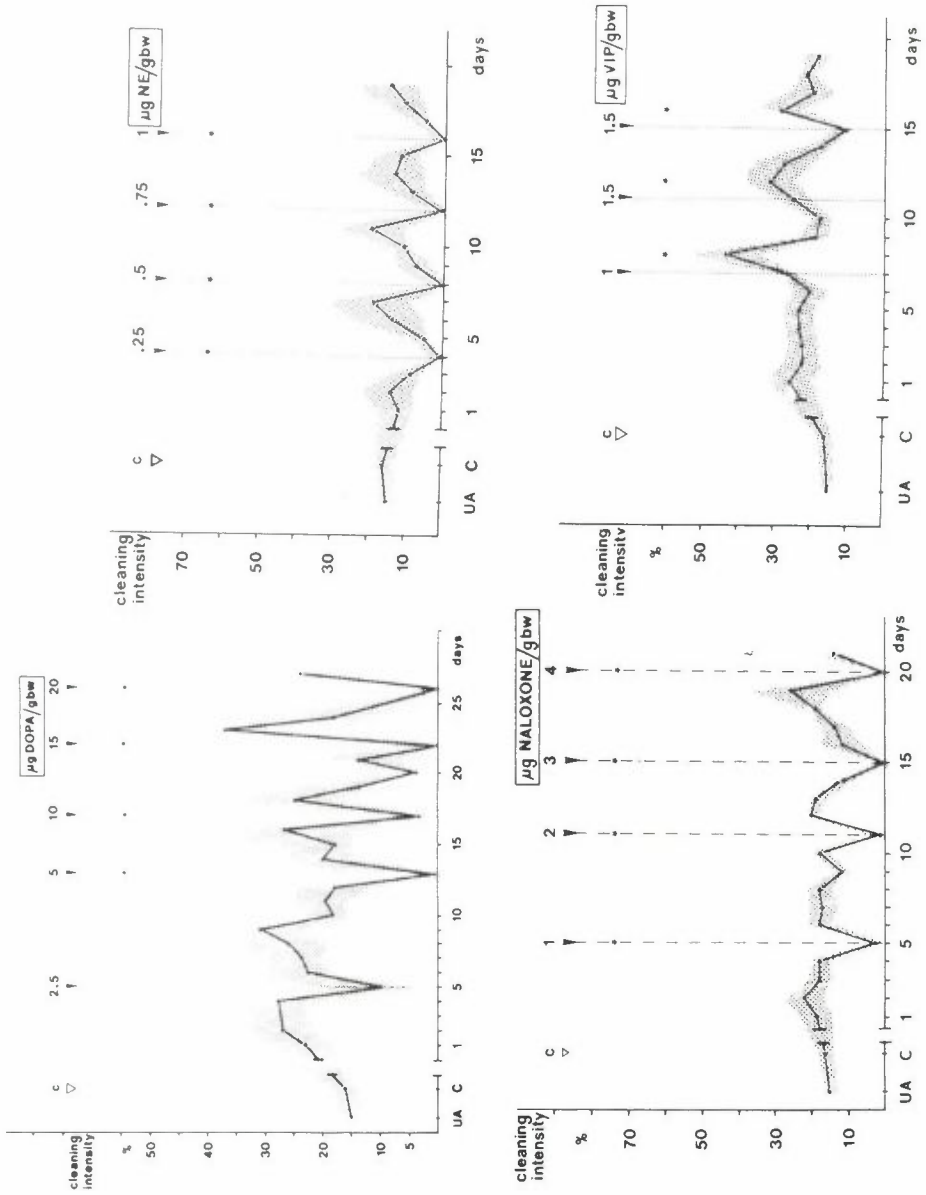 µg DOPA/gbw
2.5 5 10 15 20
cleaning
intensity
%
c
50
40
30
20
10
5
UA C 1 5 10 15 20 25 days
µg NE/gbw
.25 .5 .75 1
cleaning
intensity
c
70
50
30
10
UA C 1 5 10 15 days
µg NALOXONE/gbw
1 2 3 4
cleaning
intensity
%
c
70
50
30
10
UA C 1 5 10 15 20 days
µg VIP/gbw
1 1.5 1.5
cleaning
intensity
%
c
70
50
30
10
UA C 1 5 10 15 days